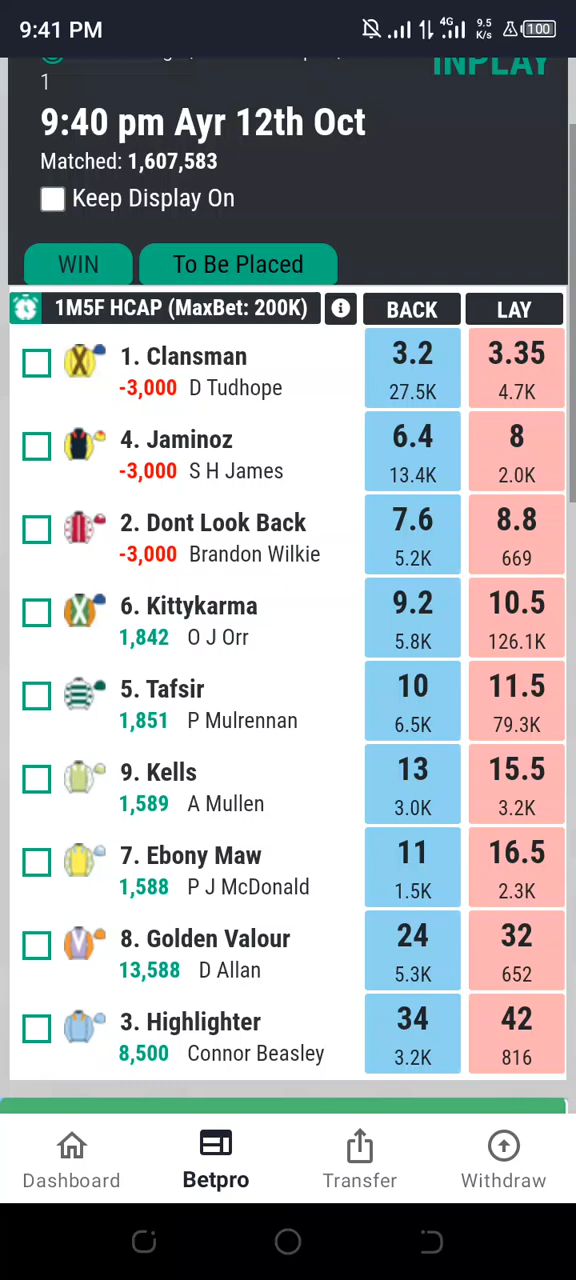 9:41 PM 4G 9.5 K/s 100
INPLAY
1
9:40 pm Ayr 12th Oct
Matched: 1,607,583
Keep Display On
WIN To Be Placed
1M5F HCAP (MaxBet: 200K) BACK LAY
1. Clansman 3.2 3.35
-3,000 D Tudhope 27.5K 4.7K
4. Jaminoz 6.4 8
-3,000 S H James 13.4K 2.0K
2. Dont Look Back 7.6 8.8
-3,000 Brandon Wilkie 5.2K 669
6. Kittykarma 9.2 10.5
1,842 O J Orr 5.8K 126.1K
5. Tafsir 10 11.5
1,851 P Mulrennan 6.5K 79.3K
9. Kells 13 15.5
1,589 A Mullen 3.0K 3.2K
7. Ebony Maw 11 16.5
1,588 P J McDonald 1.5K 2.3K
8. Golden Valour 24 32
13,588 D Allan 5.3K 652
3. Highlighter 34 42
8,500 Connor Beasley 3.2K 816
Dashboard Betpro Transfer Withdraw